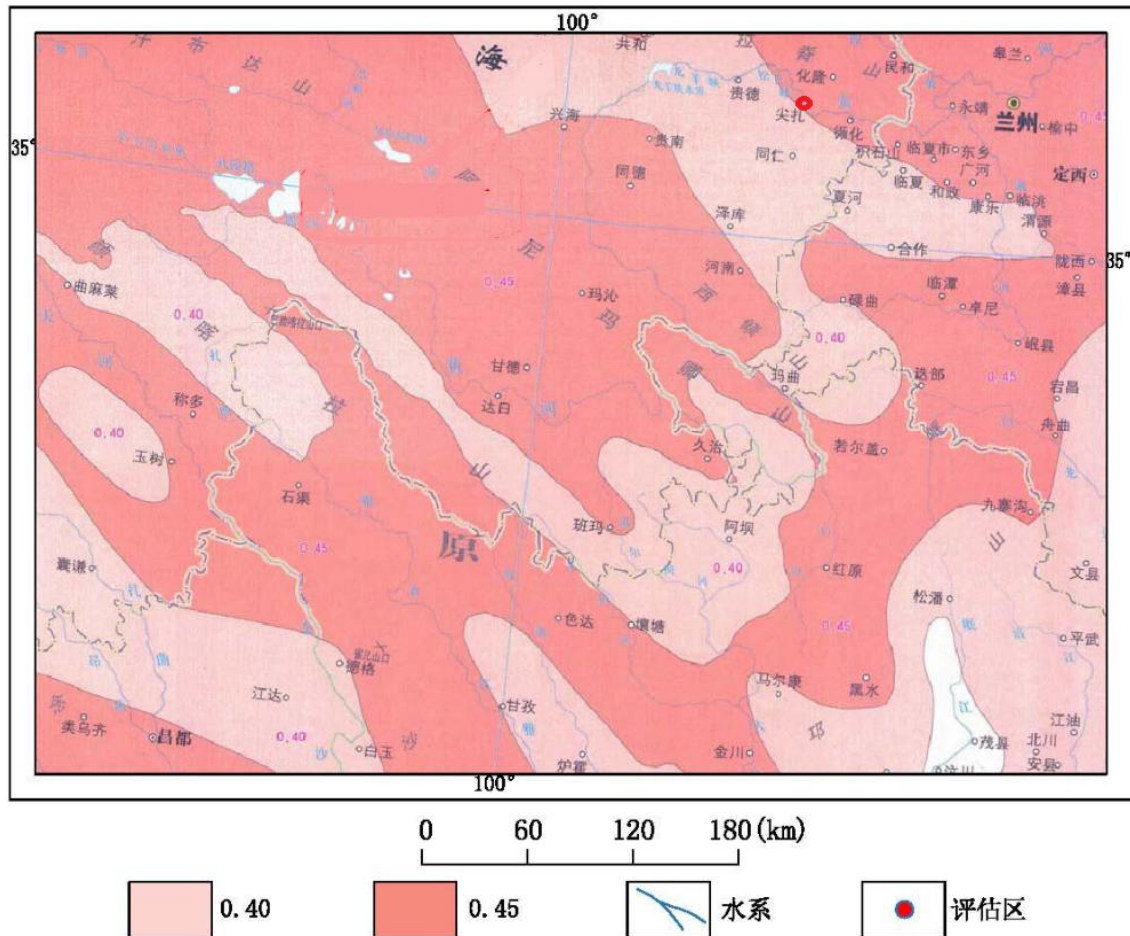 100°
海
共和
化隆
民和
皋兰
贵德
永靖
兰州
榆中
尖扎
兴海
贵南
循化
0.45
35°
同仁
积石山
临夏市
东乡
广河
定西
同德
临夏
和政
康乐
临洮
夏河
渭源
泽库
合作
陇西
35°
河南
漳县
曲麻莱
0.45
玛沁
临潭
碌曲
卓尼
0.40
0.40
岷县
甘德
玛曲
迭部
0.45
宕昌
达日
称多
0.40
舟曲
玉树
久治
若尔盖
石渠
九寨沟
班玛
阿坝
原
0.45
0.40
红原
囊谦
文县
松潘
色达
壤塘
0.45
平武
德格
马尔康
黑水
江达
甘孜
类乌齐
昌都
0.40
白玉
江油
茂县
北川
金川
炉霍
安县
汶川
100°
0 60 120 180(km)
0.40
0.45
水系
评估区